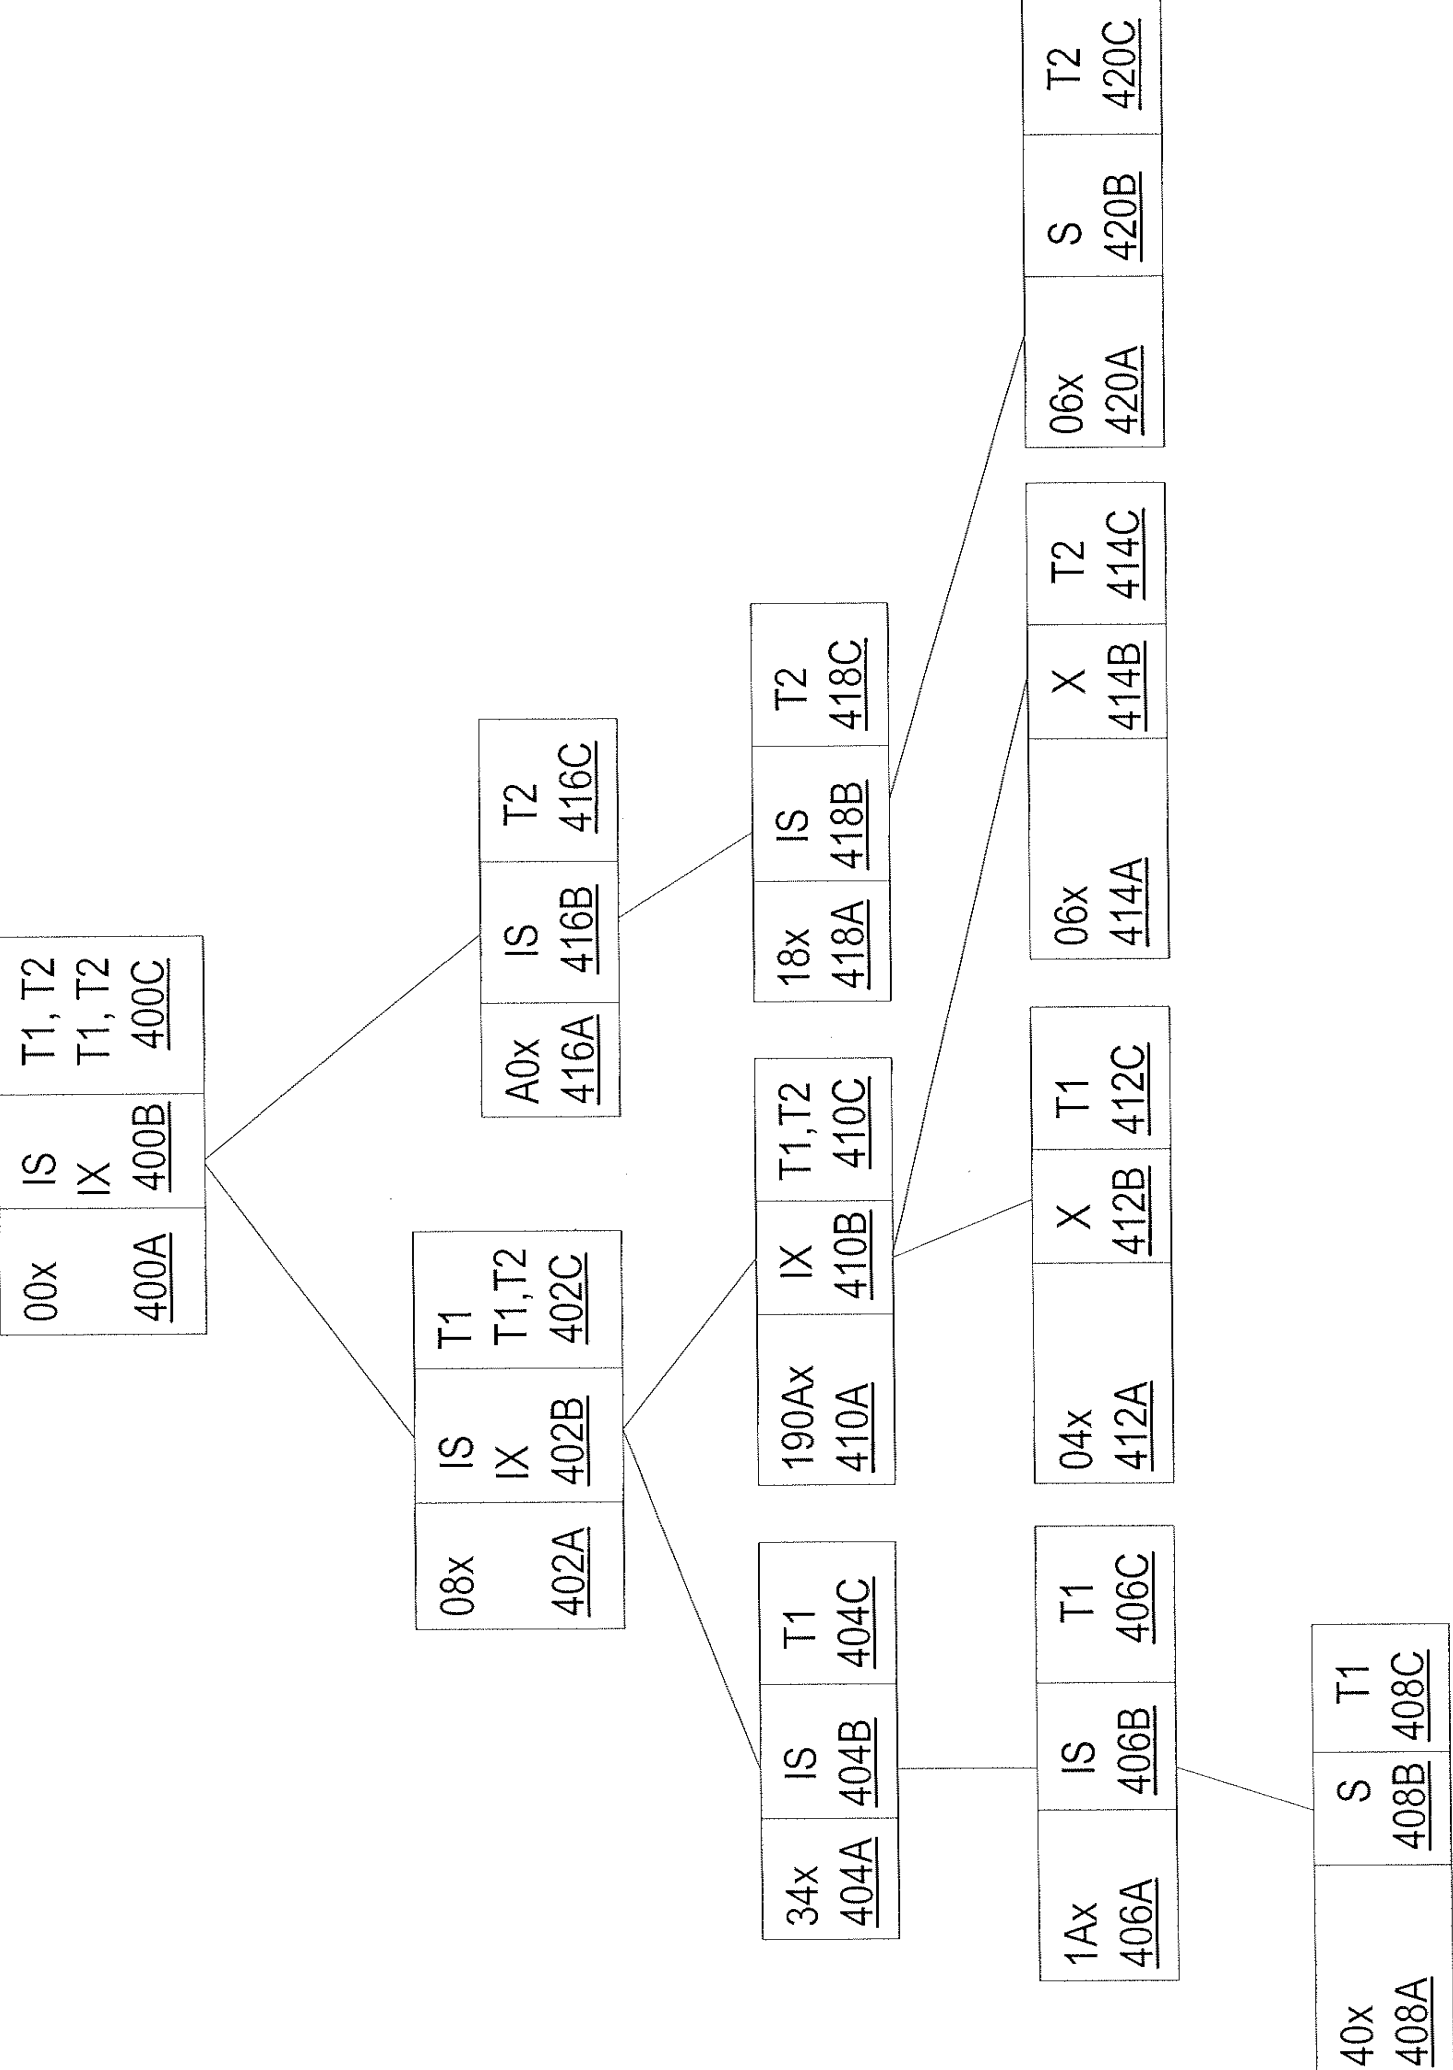 00x
400A
IS
IX
400B
T1, T2
T1, T2
400C
08x
402A
IS
IX
402B
T1
T1,T2
402C
A0x
416A
IS
416B
T2
416C
34x
404A
IS
404B
T1
404C
190Ax
410A
IX
410B
T1,T2
410C
18x
418A
IS
418B
T2
418C
1Ax
406A
IS
406B
T1
406C
04x
412A
X
412B
T1
412C
06x
414A
X
414B
T2
414C
06x
420A
S
420B
T2
420C
40x
408A
S
408B
T1
408C